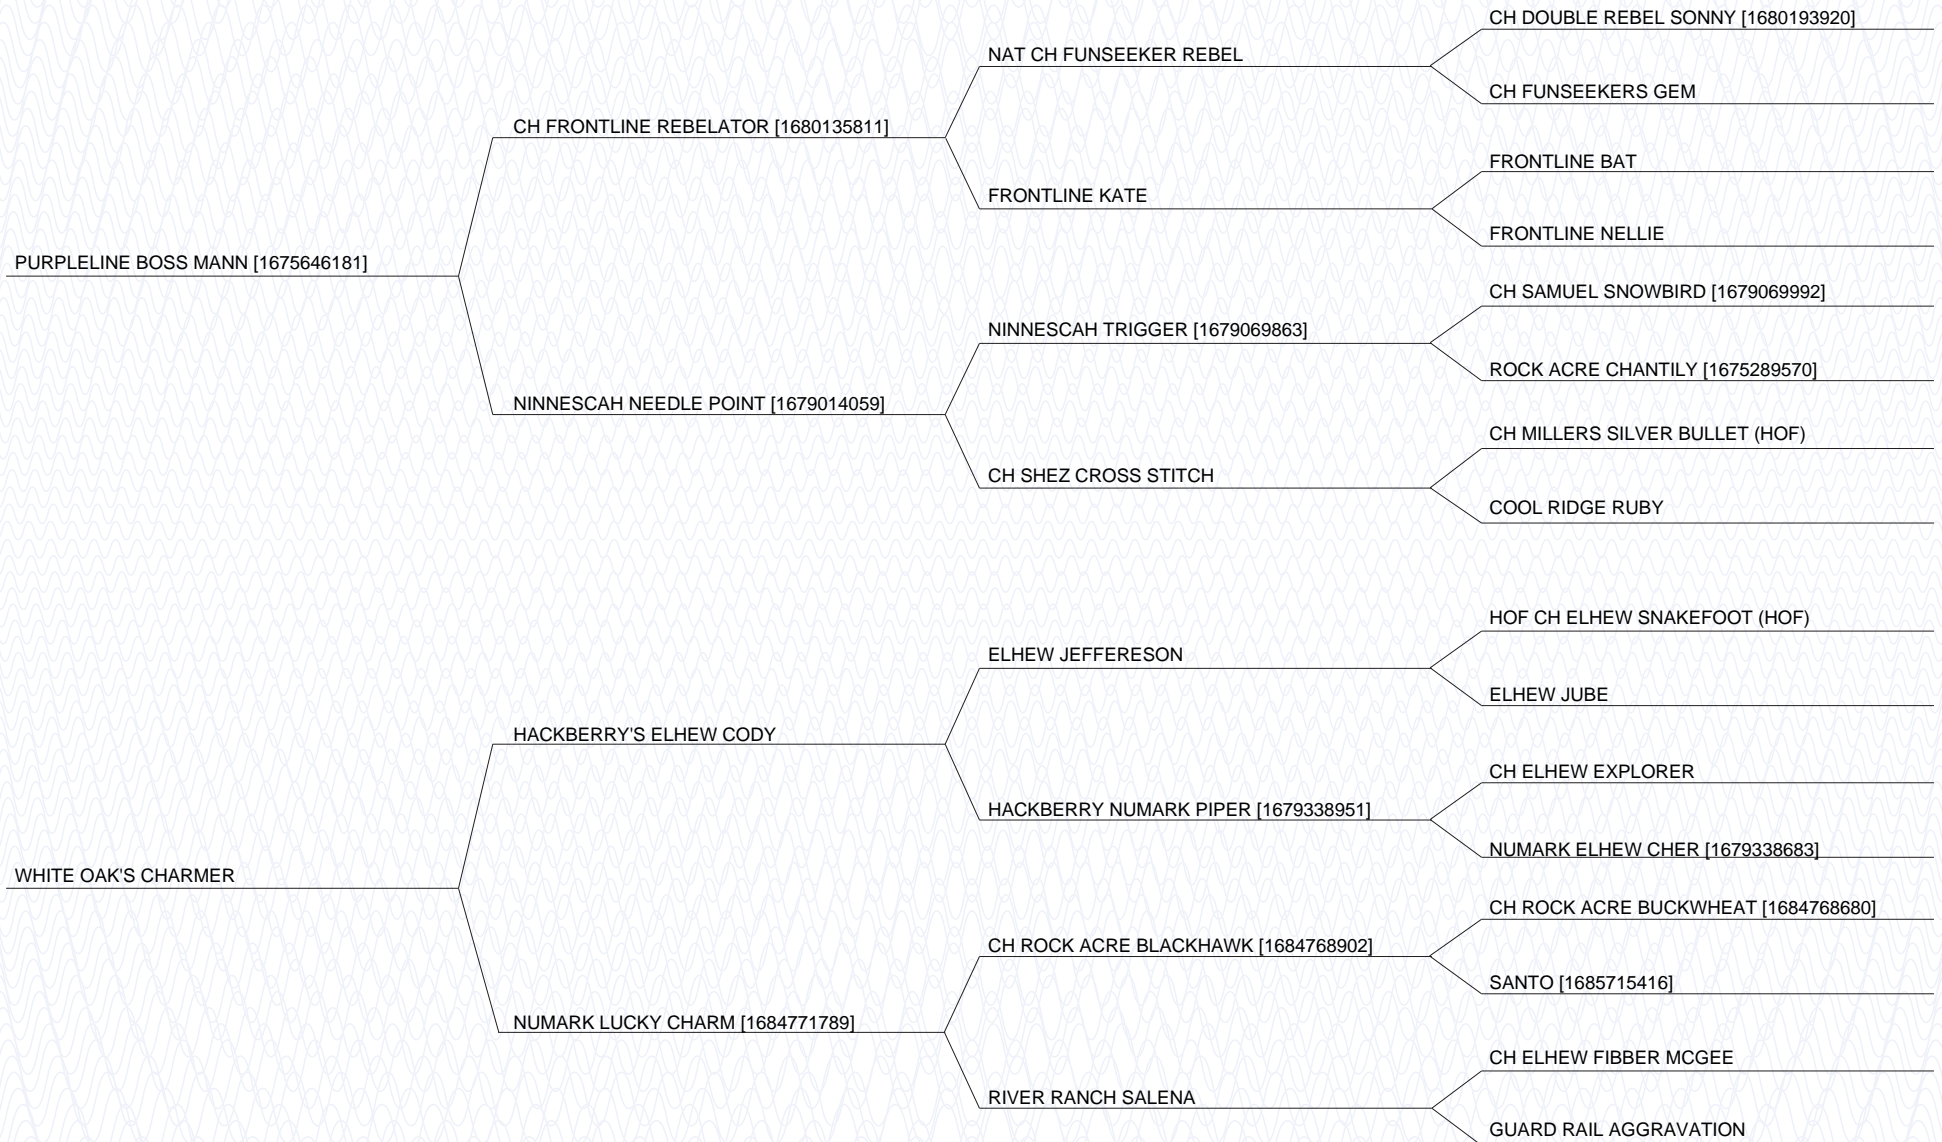 CH DOUBLE REBEL SONNY [1680193920]
NAT CH FUNSEEKER REBEL
CH FUNSEEKERS GEM
CH FRONTLINE REBELATOR [1680135811]
FRONTLINE BAT
FRONTLINE KATE
FRONTLINE NELLIE
PURPLELINE BOSS MANN [1675646181]
CH SAMUEL SNOWBIRD [1679069992]
NINNESCAH TRIGGER [1679069863]
ROCK ACRE CHANTILY [1675289570]
NINNESCAH NEEDLE POINT [1679014059]
CH MILLERS SILVER BULLET (HOF)
CH SHEZ CROSS STITCH
COOL RIDGE RUBY
HOF CH ELHEW SNAKEFOOT (HOF)
ELHEW JEFFERESON
ELHEW JUBE
HACKBERRY'S ELHEW CODY
CH ELHEW EXPLORER
HACKBERRY NUMARK PIPER [1679338951]
NUMARK ELHEW CHER [1679338683]
WHITE OAK'S CHARMER
CH ROCK ACRE BUCKWHEAT [1684768680]
CH ROCK ACRE BLACKHAWK [1684768902]
SANTO [1685715416]
NUMARK LUCKY CHARM [1684771789]
CH ELHEW FIBBER MCGEE
RIVER RANCH SALENA
GUARD RAIL AGGRAVATION